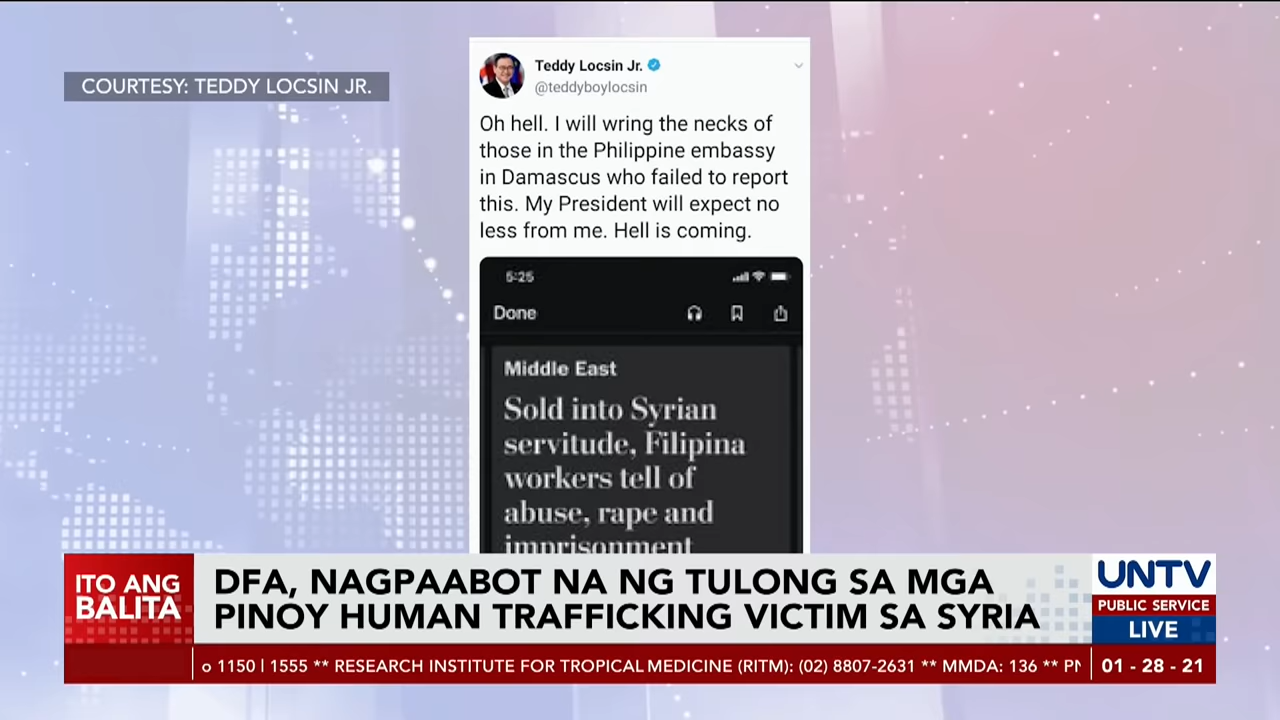 COURTESY: TEDDY LOCSIN JR.
Teddy Locsin Jr.
@teddyboylocsin
Oh hell. I will wring the necks of
those in the Philippine embassy
in Damascus who failed to report
this. My President will expect no
less from me. Hell is coming.
5:25
Done
Middle East
Sold into Syrian
servitude, Filipina
workers tell of
abuse, rape and
imprisonment
ITO ANG
BALITA
DFA, NAGPAABOT NA NG TULONG SA MGA
PINOY HUMAN TRAFFICKING VICTIM SA SYRIA
UNTV
PUBLIC SERVICE
LIVE
o 1150 | 1555 ** RESEARCH INSTITUTE FOR TROPICAL MEDICINE (RITM): (02) 8807-2631 ** MMDA: 136 **
01 - 28 - 21